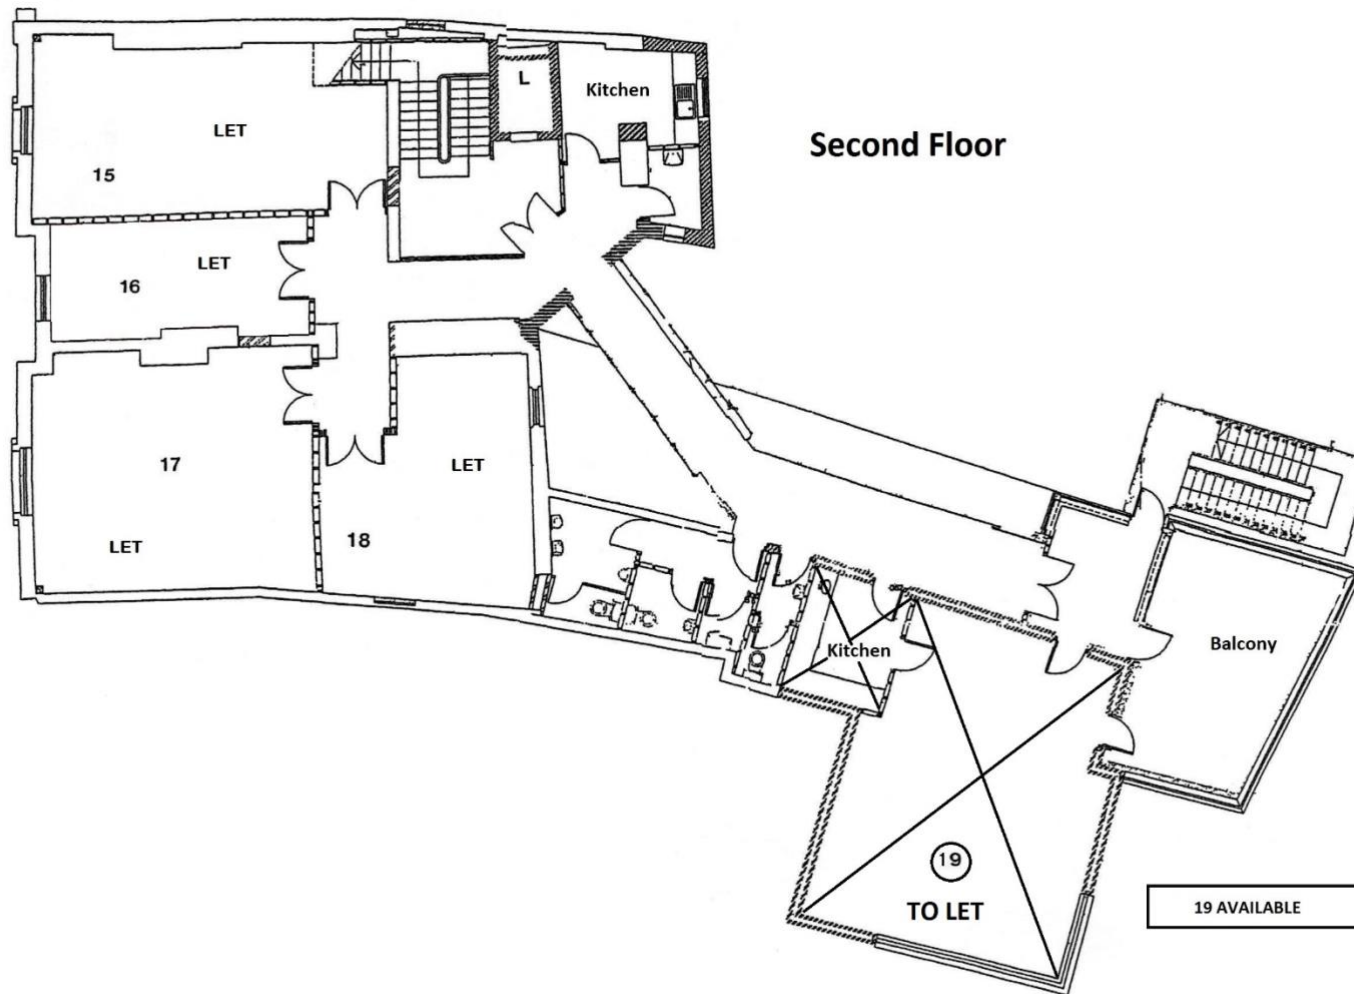 L
Kitchen
Second Floor
LET
15
LET
16
17
LET
LET
18
Kitchen
Balcony
19
TO LET
19 AVAILABLE